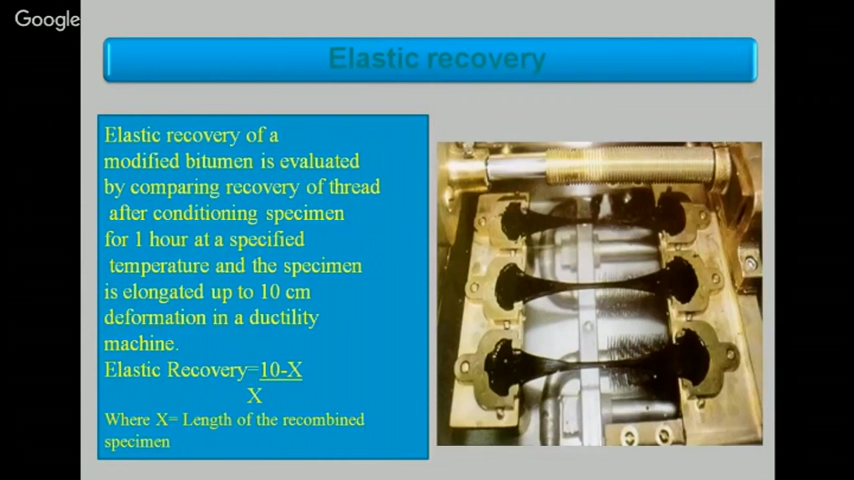 Google
Elastic recovery
Elastic recovery of a
modified bitumen is evaluated
by comparing recovery of thread
after conditioning specimen
for 1 hour at a specified
temperature and the specimen
is elongated up to 10 cm
deformation in a ductility
machine.
Elastic Recovery=10-X
X
Where X= Length of the recombined
specimen